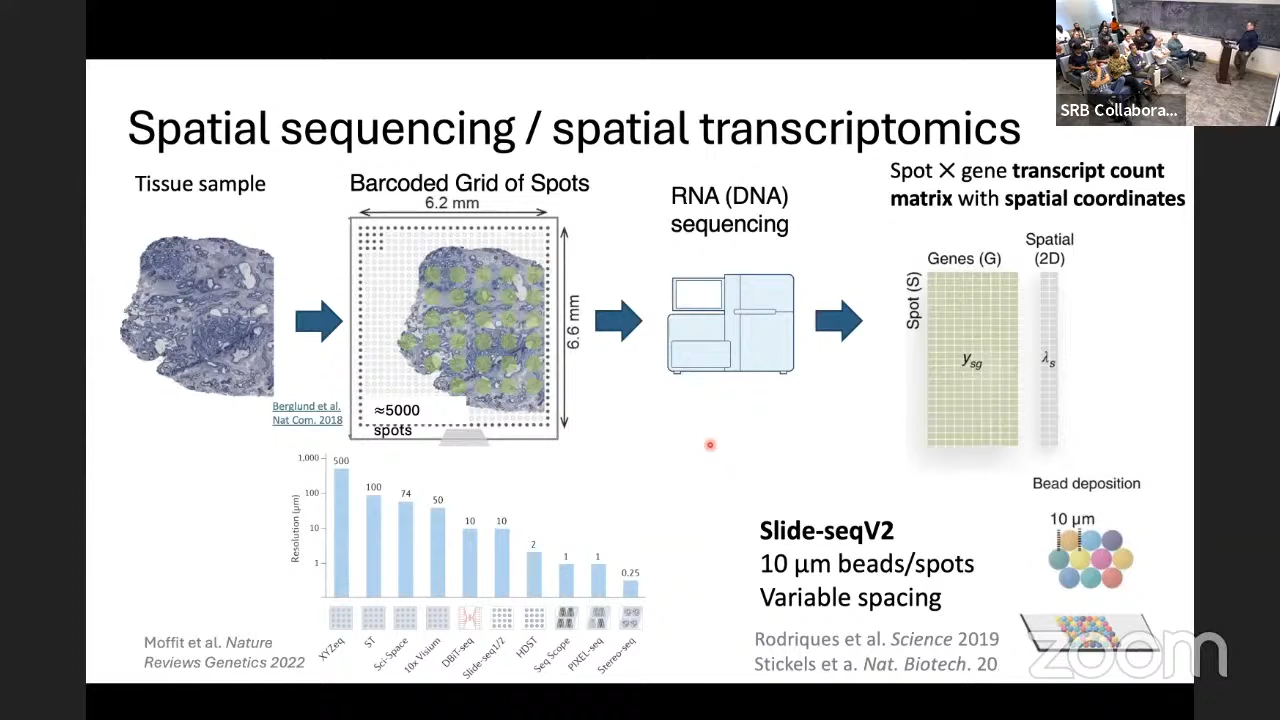 SRB Collabora...
Spatial sequencing / spatial transcriptomics
Tissue sample
Barcoded Grid of Spots
6.2 mm
6.6 mm
≈5000
spots
Berglund et al.
Nat Com. 2018
RNA (DNA)
sequencing
Spot X gene transcript count
matrix with spatial coordinates
Spatial
(2D)
Genes (G)
Spot (S)
ysg
λs
1,000
100
10
1
Resolution (µm)
500
100
74
50
10
10
2
1
1
0.25
XYZeq
ST
Sci-Space
10x Visium
DBiT-seq
Slide-seq1/2
HDST
Seq Scope
PIXEL-seq
Stereo-seq
Moffit et al. Nature
Reviews Genetics 2022
Slide-seqV2
10 µm beads/spots
Variable spacing
Rodriques et al. Science 2019
Stickels et a. Nat. Biotech. 20
Bead deposition
10 µm
zoom